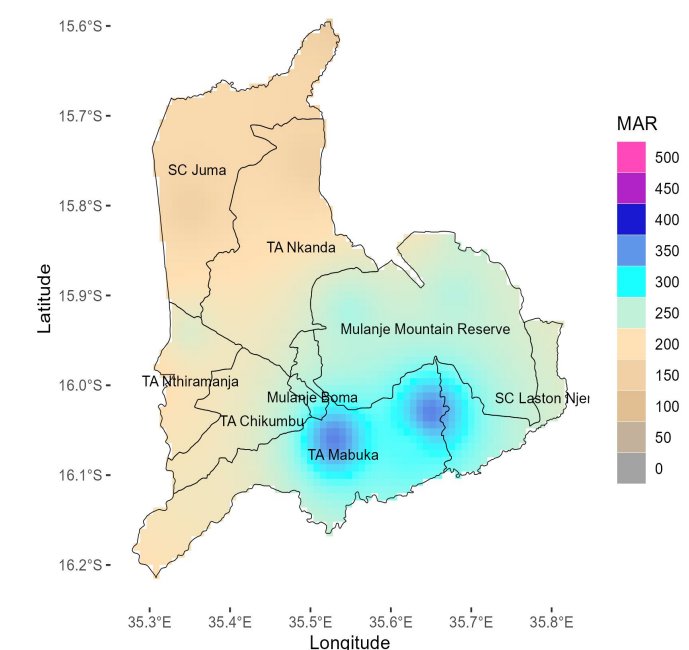 15.6°S
15.7°S
15.8°S
15.9°S
16.0°S
16.1°S
16.2°S
Latitude
SC Juma
TA Nkanda
Mulanje Mountain Reserve
TA Nthiramanja
Mulanje Boma
SC Laston Njer
TA Chikumbu
TA Mabuka
35.3°E 35.4°E 35.5°E 35.6°E 35.7°E 35.8°E
Longitude
MAR
500
450
400
350
300
250
200
150
100
50
0